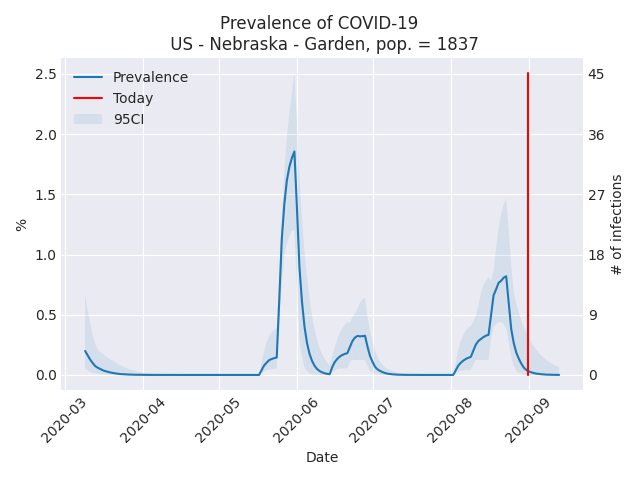 Prevalence of COVID-19
US - Nebraska - Garden, pop. = 1837
Prevalence
Today
95CI
2.5
2.0
1.5
1.0
0.5
0.0
%
45
36
27
18
9
0
# of infections
2020-03
2020-04
2020-05
2020-06
2020-07
2020-08
2020-09
Date